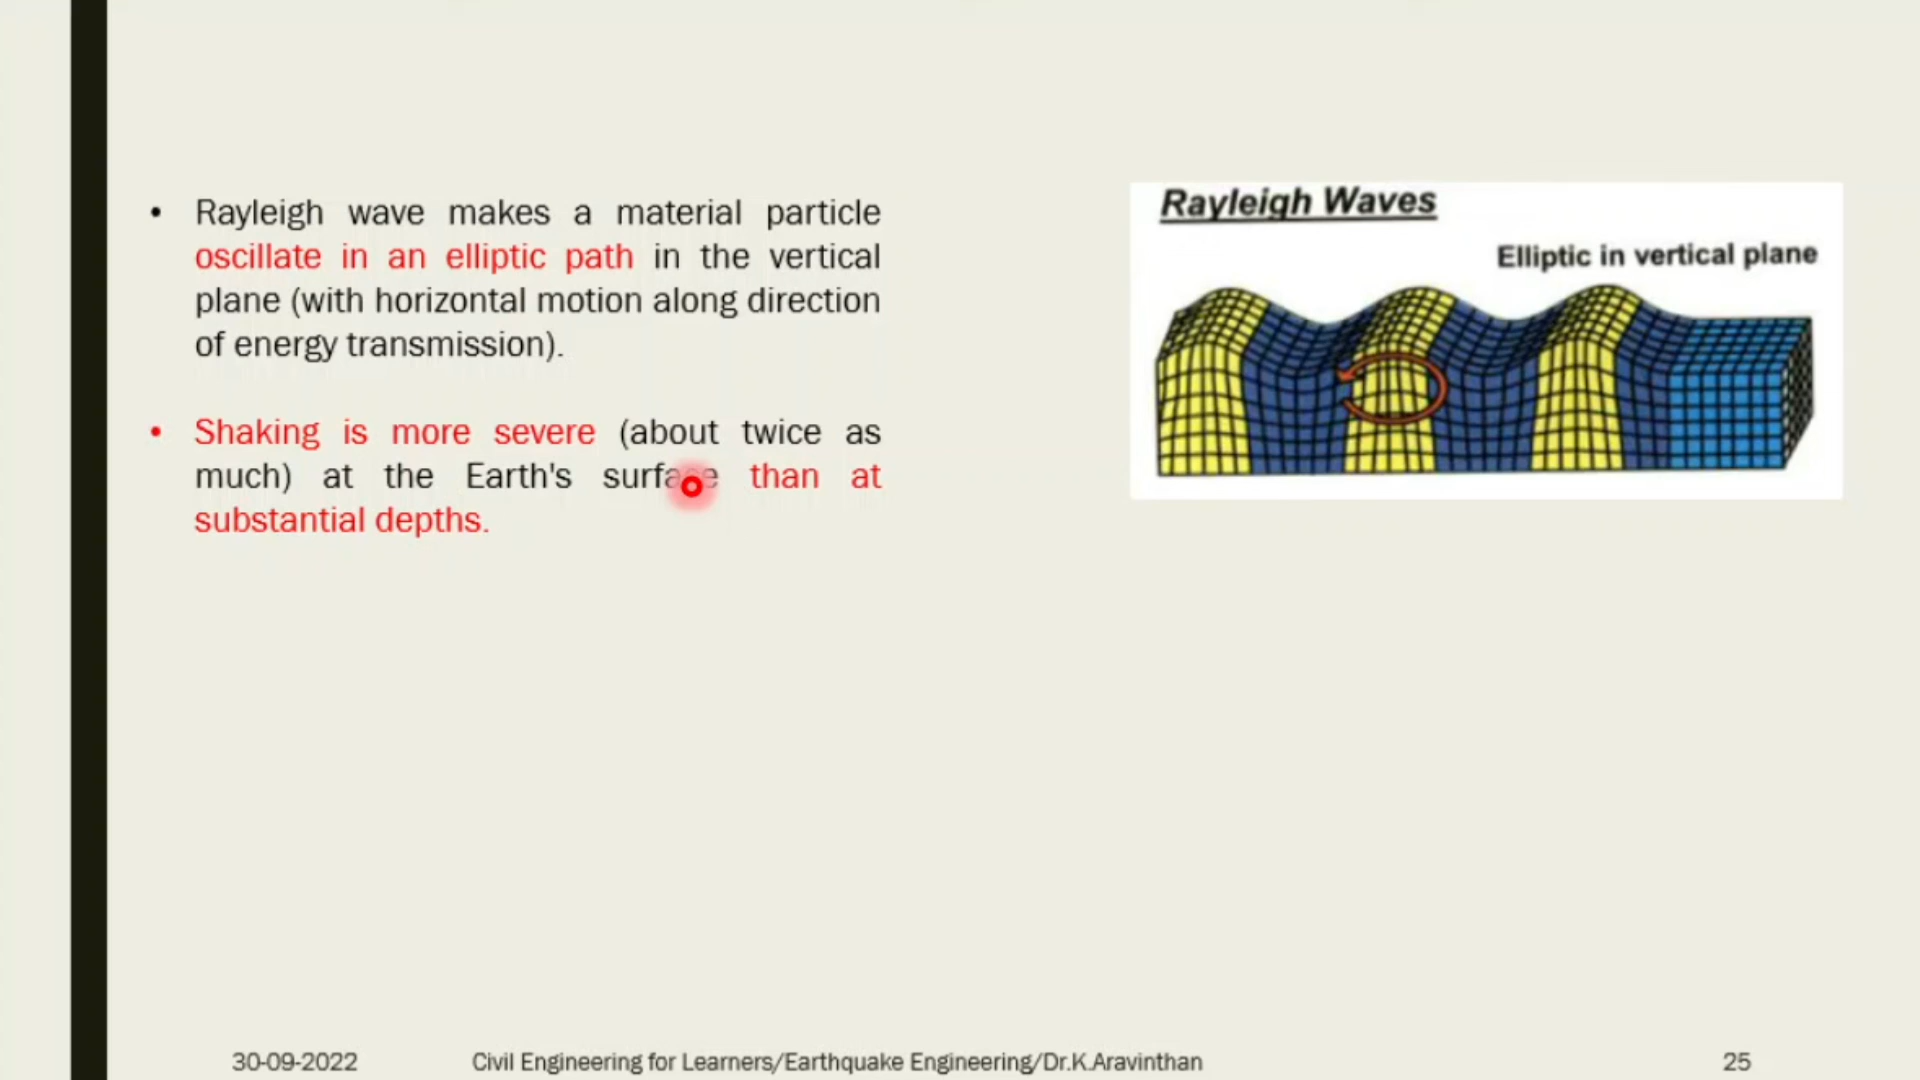 • Rayleigh wave makes a material particle
oscillate in an elliptic path in the vertical
plane (with horizontal motion along direction
of energy transmission).
• Shaking is more severe (about twice as
much) at the Earth's surface than at
substantial depths.
Rayleigh Waves
Elliptic in vertical plane
30-09-2022
Civil Engineering for Learners/Earthquake Engineering/Dr.K.Aravinthan
25